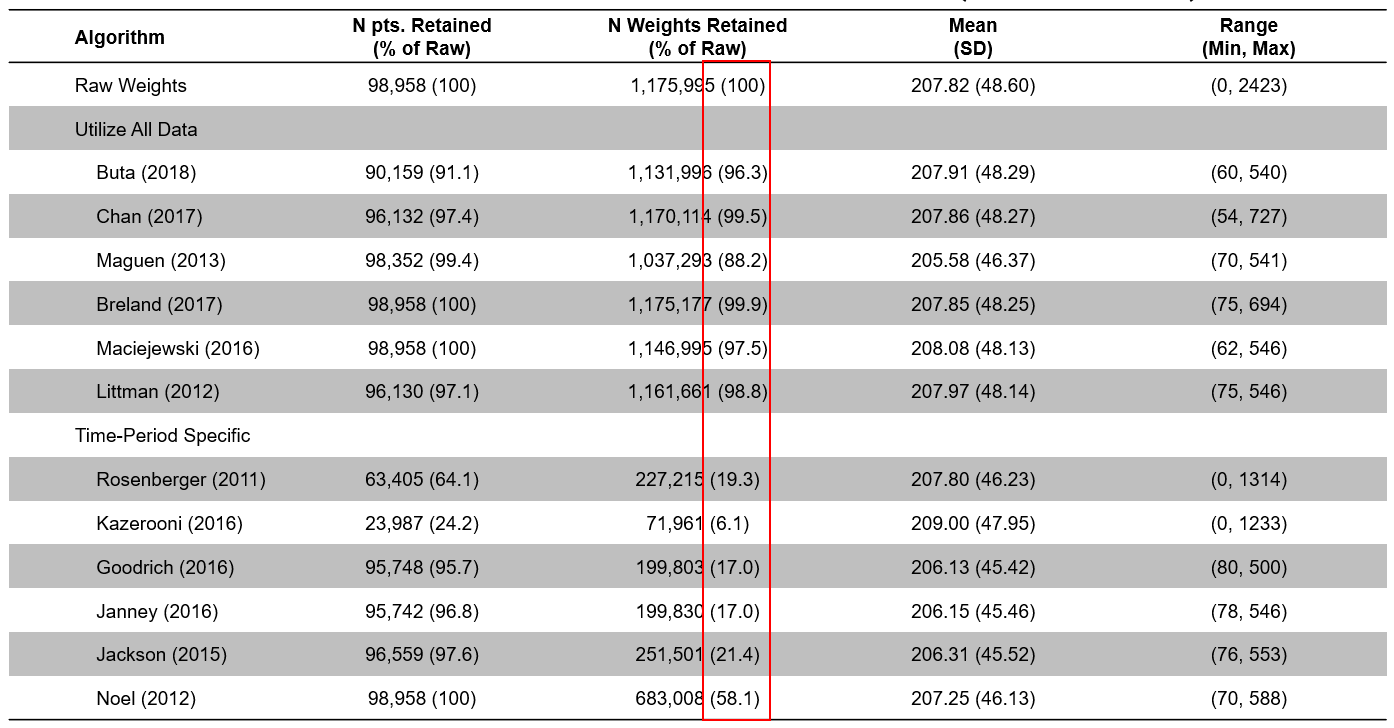 Algorithm N pts. Retained (% of Raw) N Weights Retained (% of Raw) Mean (SD) Range (Min, Max)
Raw Weights 98,958 (100) 1,175,995 (100) 207.82 (48.60) (0, 2423)
Utilize All Data
Buta (2018) 90,159 (91.1) 1,131,996 (96.3) 207.91 (48.29) (60, 540)
Chan (2017) 96,132 (97.4) 1,170,114 (99.5) 207.86 (48.27) (54, 727)
Maguen (2013) 98,352 (99.4) 1,037,293 (88.2) 205.58 (46.37) (70, 541)
Breland (2017) 98,958 (100) 1,175,177 (99.9) 207.85 (48.25) (75, 694)
Maciejewski (2016) 98,958 (100) 1,146,995 (97.5) 208.08 (48.13) (62, 546)
Littman (2012) 96,130 (97.1) 1,161,661 (98.8) 207.97 (48.14) (75, 546)
Time-Period Specific
Rosenberger (2011) 63,405 (64.1) 227,215 (19.3) 207.80 (46.23) (0, 1314)
Kazerooni (2016) 23,987 (24.2) 71,961 (6.1) 209.00 (47.95) (0, 1233)
Goodrich (2016) 95,748 (95.7) 199,803 (17.0) 206.13 (45.42) (80, 500)
Janney (2016) 95,742 (96.8) 199,830 (17.0) 206.15 (45.46) (78, 546)
Jackson (2015) 96,559 (97.6) 251,501 (21.4) 206.31 (45.52) (76, 553)
Noel (2012) 98,958 (100) 683,008 (58.1) 207.25 (46.13) (70, 588)